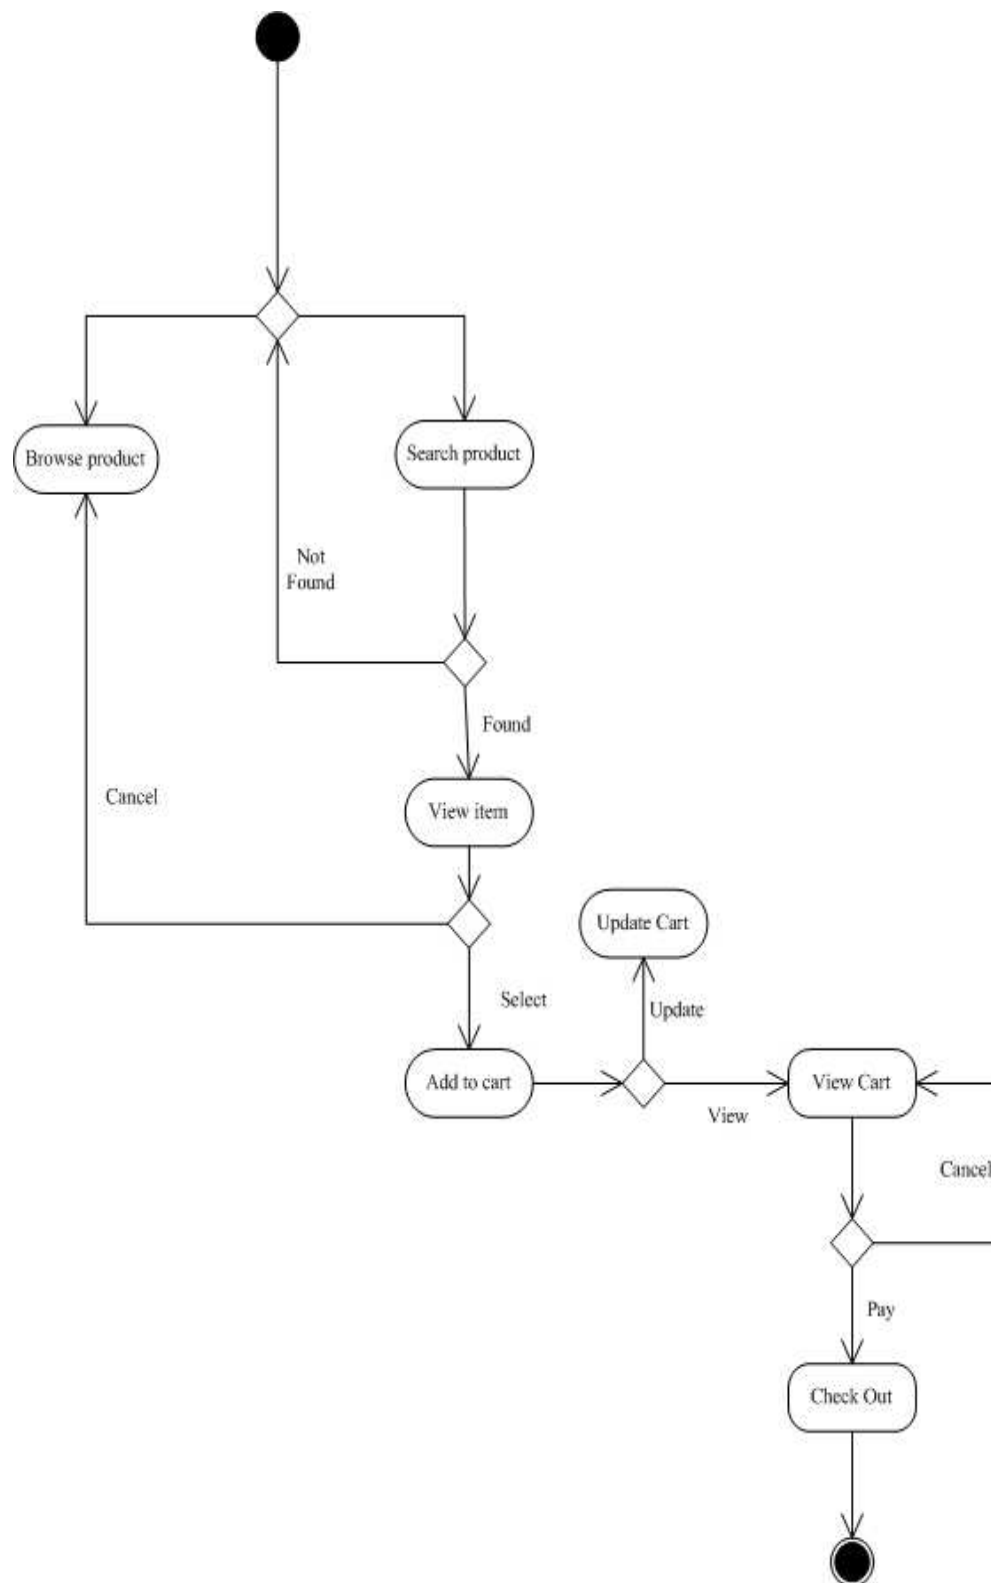 Browse product
Search product
Not
Found
Found
Cancel
View item
Update Cart
Select
Update
Add to cart
View Cart
View
Cancel
Pay
Check Out